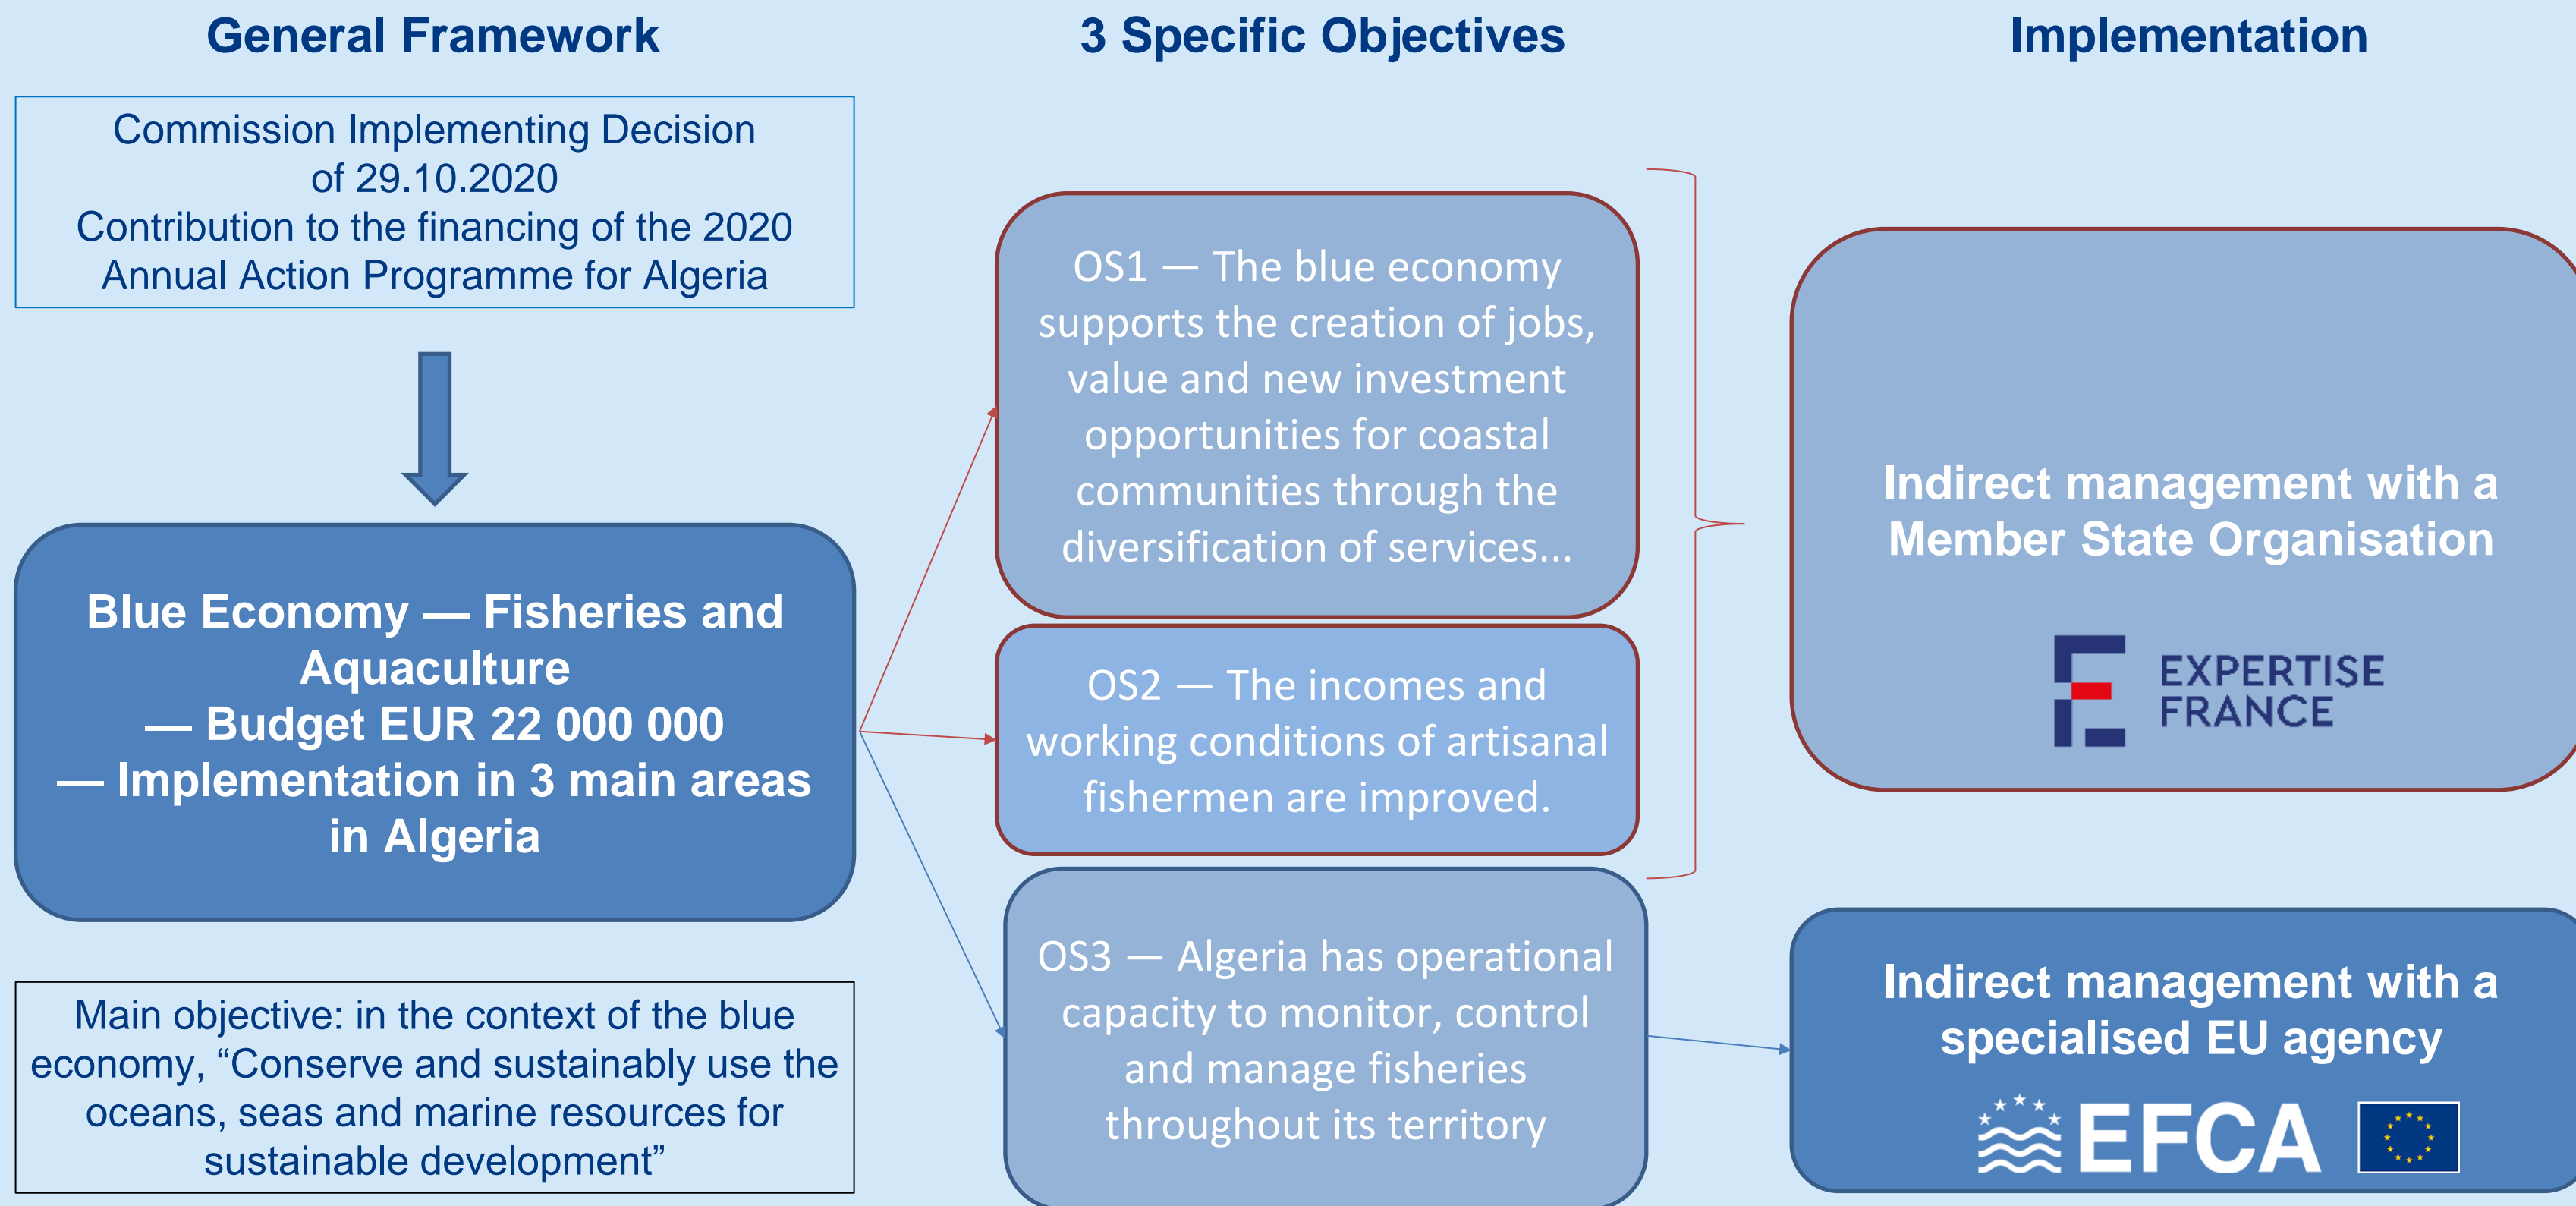 General Framework
Commission Implementing Decision
of 29.10.2020
Contribution to the financing of the 2020
Annual Action Programme for Algeria
Blue Economy — Fisheries and
Aquaculture
— Budget EUR 22 000 000
— Implementation in 3 main areas
in Algeria
Main objective: in the context of the blue
economy, “Conserve and sustainably use the
oceans, seas and marine resources for
sustainable development”
3 Specific Objectives
OS1 — The blue economy
supports the creation of jobs,
value and new investment
opportunities for coastal
communities through the
diversification of services...
OS2 — The incomes and
working conditions of artisanal
fishermen are improved.
OS3 — Algeria has operational
capacity to monitor, control
and manage fisheries
throughout its territory
Implementation
Indirect management with a
Member State Organisation
EXPERTISE
FRANCE
Indirect management with a
specialised EU agency
EFCA